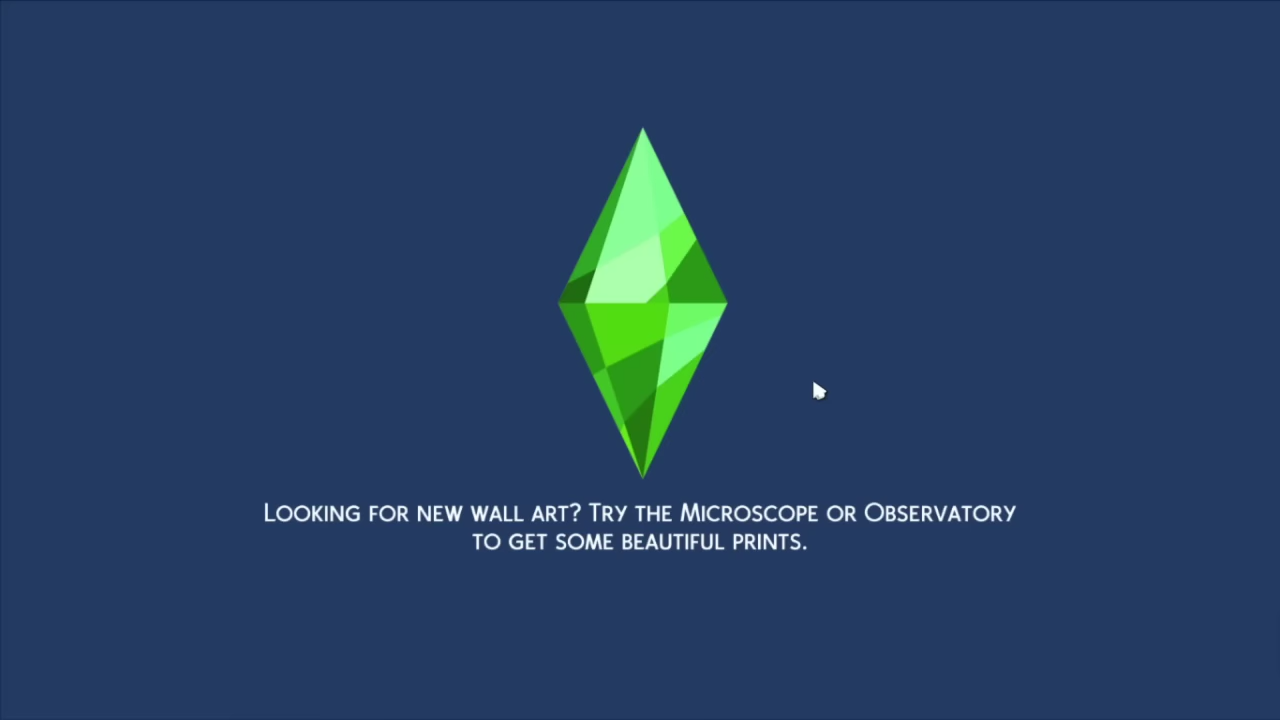 Looking for new wall art? Try the Microscope or Observatory
to get some beautiful prints.